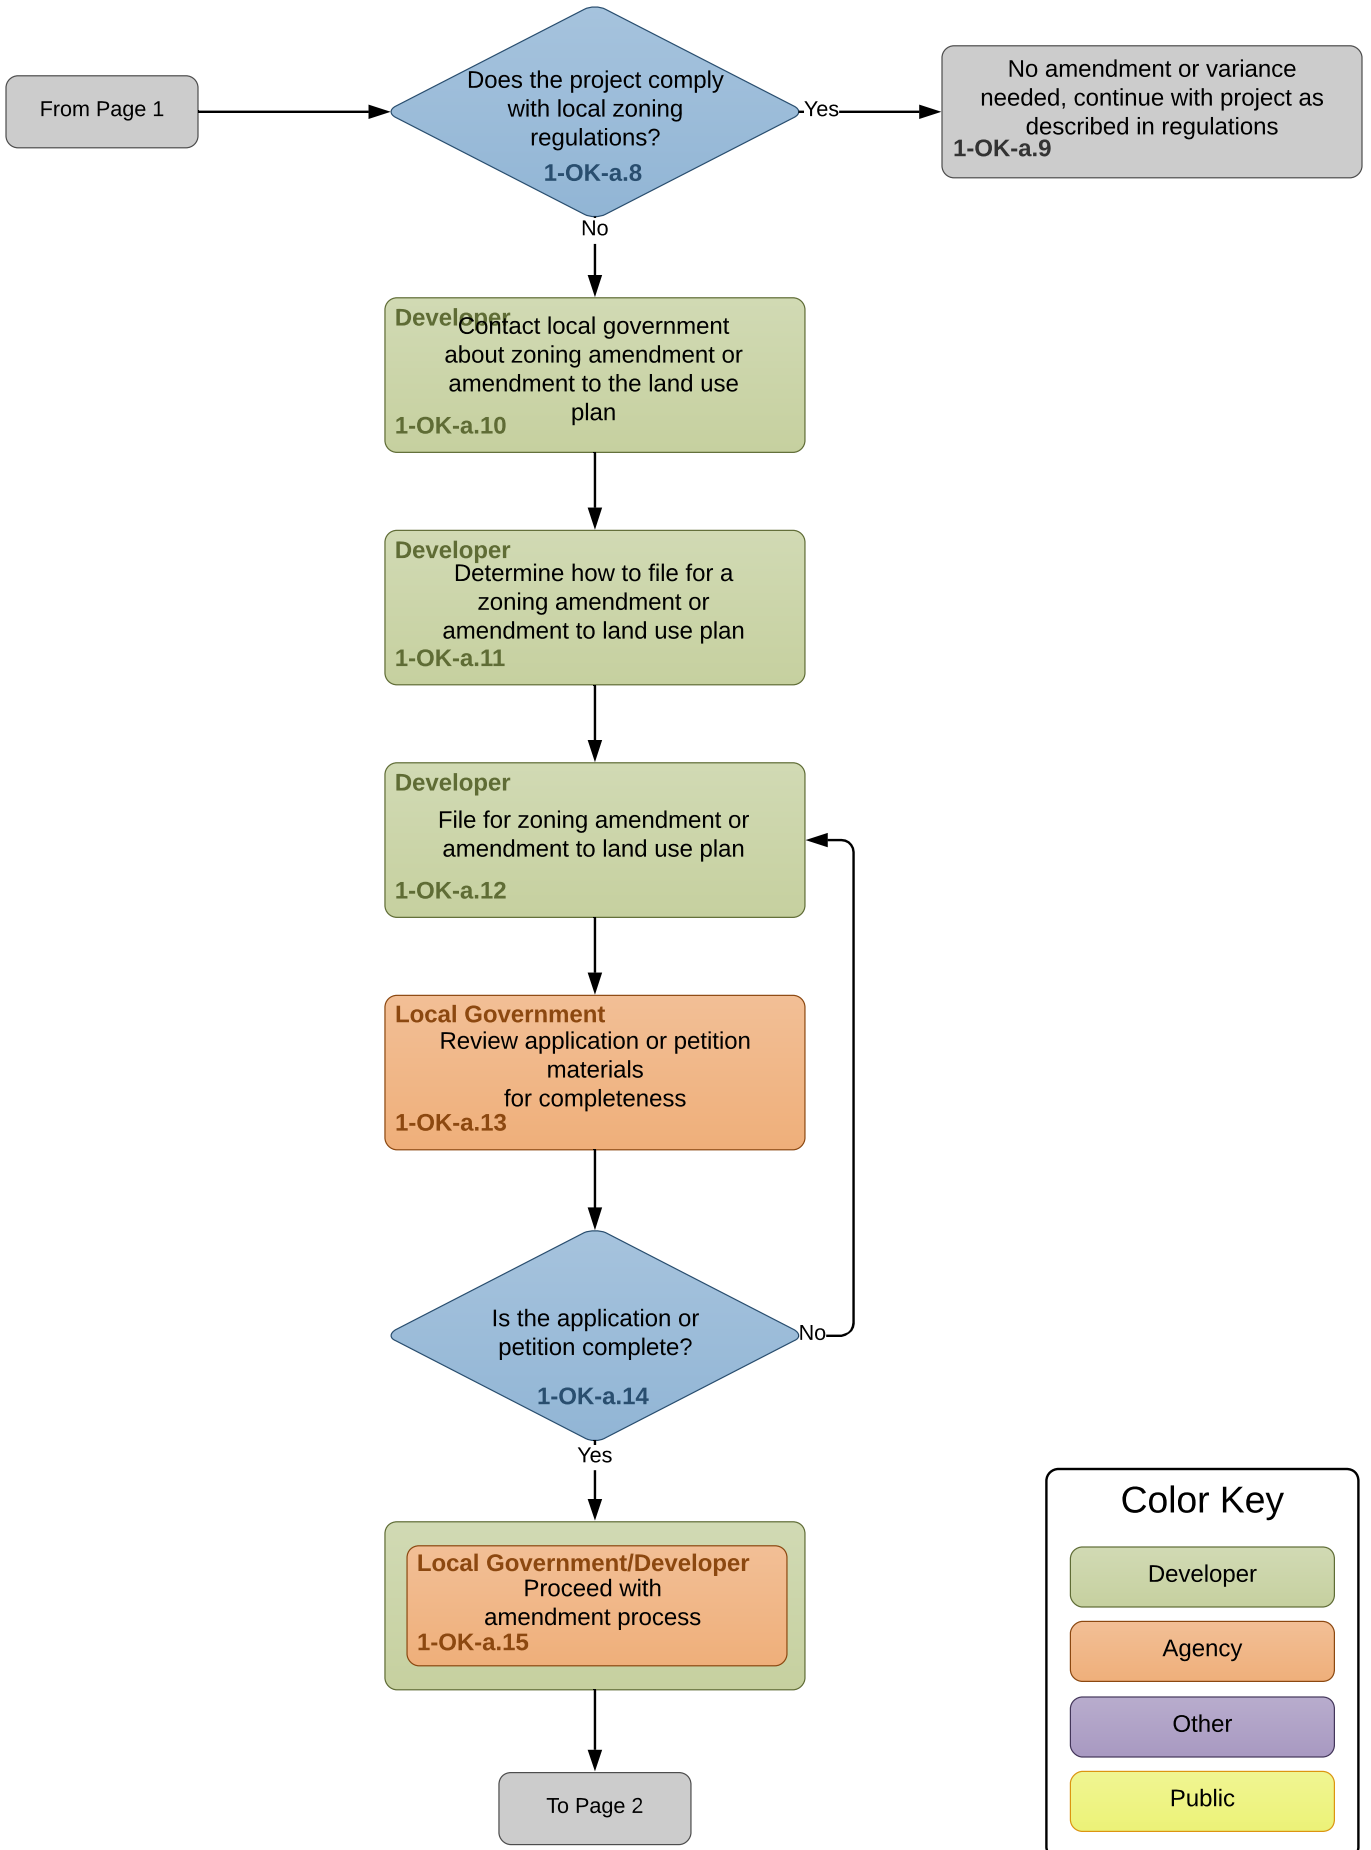 From Page 1
Does the project comply
with local zoning
regulations?
1-OK-a.8
Yes
No amendment or variance
needed, continue with project as
described in regulations
1-OK-a.9
No
Developer
Contact local government
about zoning amendment or
amendment to the land use
plan
1-OK-a.10
Developer
Determine how to file for a
zoning amendment or
amendment to land use plan
1-OK-a.11
Developer
File for zoning amendment or
amendment to land use plan
1-OK-a.12
Local Government
Review application or petition
materials
for completeness
1-OK-a.13
Is the application or
petition complete?
1-OK-a.14
No
Yes
Local Government/Developer
Proceed with
amendment process
1-OK-a.15
To Page 2
Color Key
Developer
Agency
Other
Public